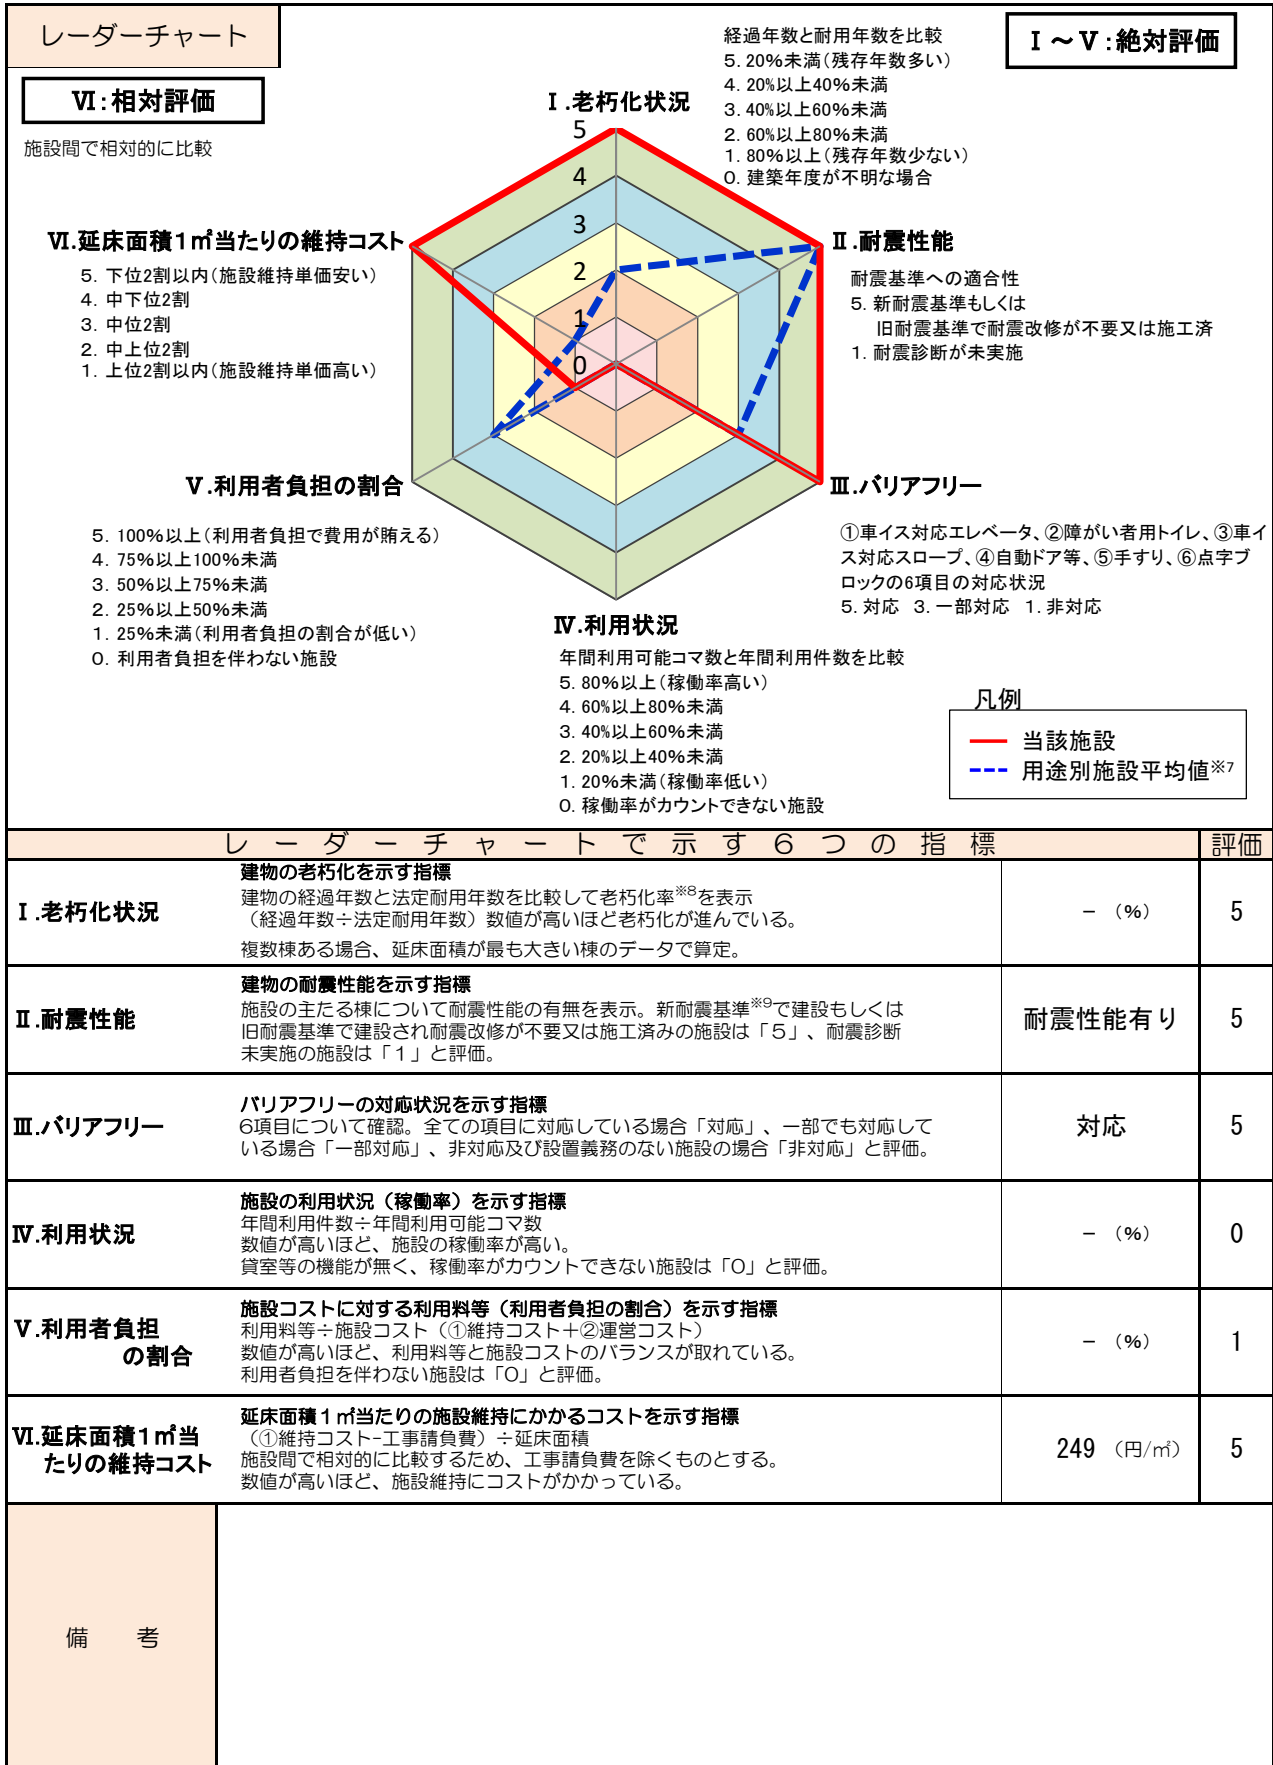 レーダーチャート
Ⅵ：相対評価
施設間で相対的に比較
Ⅰ～Ⅴ：絶対評価
Ⅰ.老朽化状況
経過年数と耐用年数を比較
5. 20%未満（残存年数多い）
4. 20%以上40%未満
3. 40%以上60%未満
2. 60%以上80%未満
1. 80%以上（残存年数少ない）
0. 建築年度が不明な場合
5
4
3
2
1
0
Ⅱ.耐震性能
耐震基準への適合性
5. 新耐震基準もしくは
旧耐震基準で耐震改修が不要又は施工済
1. 耐震診断が未実施
Ⅵ.延床面積1㎡当たりの維持コスト
5. 下位2割以内（施設維持単価安い）
4. 中下位2割
3. 中位2割
2. 中上位2割
1. 上位2割以内（施設維持単価高い）
Ⅲ.バリアフリー
①車イス対応エレベータ、②障がい者用トイレ、③車イ
ス対応スロープ、④自動ドア等、⑤手すり、⑥点字ブ
ロックの6項目の対応状況
5. 対応 3. 一部対応 1. 非対応
Ⅴ.利用者負担の割合
5. 100%以上（利用者負担で費用が賄える）
4. 75%以上100%未満
3. 50%以上75%未満
2. 25%以上50%未満
1. 25%未満（利用者負担の割合が低い）
0. 利用者負担を伴わない施設
Ⅳ.利用状況
年間利用可能コマ数と年間利用件数を比較
5. 80%以上（稼働率高い）
4. 60%以上80%未満
3. 40%以上60%未満
2. 20%以上40%未満
1. 20%未満（稼働率低い）
0. 稼働率がカウントできない施設
凡例
当該施設
用途別施設平均値※7
レーダーチャートで示す６つの指標 評価
Ⅰ.老朽化状況
建物の老朽化を示す指標
建物の経過年数と法定耐用年数を比較して老朽化率※8を表示
（経過年数÷法定耐用年数）数値が高いほど老朽化が進んでいる。
複数棟ある場合、延床面積が最も大きい棟のデータで算定。
－ （%） 5
Ⅱ.耐震性能
建物の耐震性能を示す指標
施設の主たる棟について耐震性能の有無を表示。新耐震基準※9で建設もしくは
旧耐震基準で建設され耐震改修が不要又は施工済みの施設は「５」、耐震診断
未実施の施設は「１」と評価。
耐震性能有り 5
Ⅲ.バリアフリー
バリアフリーの対応状況を示す指標
6項目について確認。全ての項目に対応している場合「対応」、一部でも対応して
いる場合「一部対応」、非対応及び設置義務のない施設の場合「非対応」と評価。
対応 5
Ⅳ.利用状況
施設の利用状況（稼働率）を示す指標
年間利用件数÷年間利用可能コマ数
数値が高いほど、施設の稼働率が高い。
貸室等の機能が無く、稼働率がカウントできない施設は「０」と評価。
－ （%） 0
Ⅴ.利用者負担
の割合
施設コストに対する利用料等（利用者負担の割合）を示す指標
利用料等÷施設コスト（①維持コスト＋②運営コスト）
数値が高いほど、利用料等と施設コストのバランスが取れている。
利用者負担を伴わない施設は「０」と評価。
－ （%） 1
Ⅵ.延床面積1㎡当
たりの維持コスト
延床面積１㎡当たりの施設維持にかかるコストを示す指標
（①維持コスト-工事請負費）÷延床面積
施設間で相対的に比較するため、工事請負費を除くものとする。
数値が高いほど、施設維持にコストがかかっている。
249 （円/㎡） 5
備 考